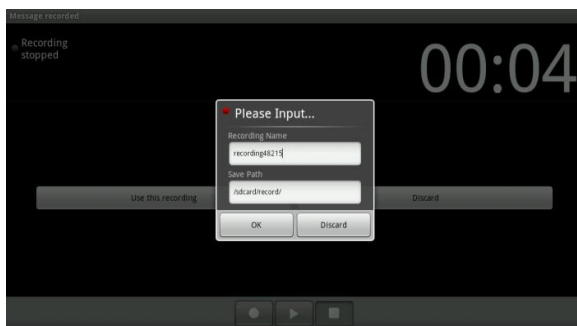 Message recorded
Recording
stopped
00:04
Please Input...
Recording Name
recording48215
Save Path
/sdcard/record/
Use this recording
Discard
OK
Discard